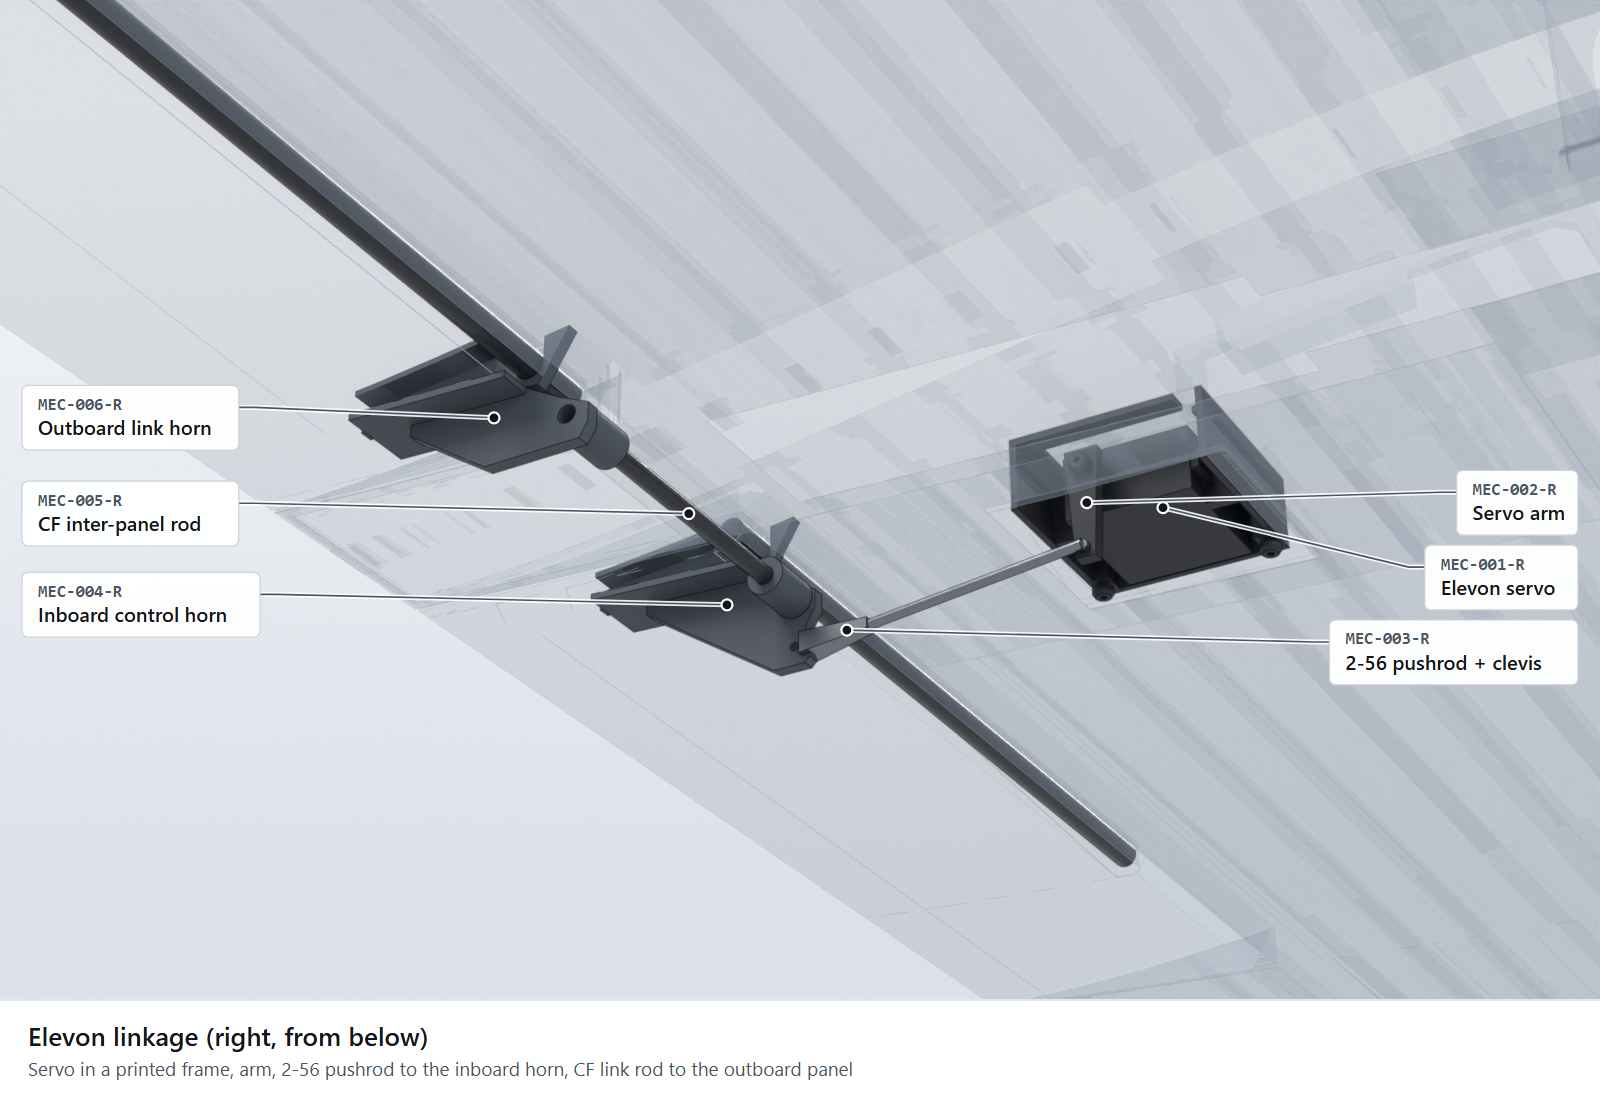 MEC-006-R
Outboard link horn
MEC-005-R
CF inter-panel rod
MEC-004-R
Inboard control horn
MEC-002-R
Servo arm
MEC-001-R
Elevon servo
MEC-003-R
2-56 pushrod + clevis
Elevon linkage (right, from below)
Servo in a printed frame, arm, 2-56 pushrod to the inboard horn, CF link rod to the outboard panel